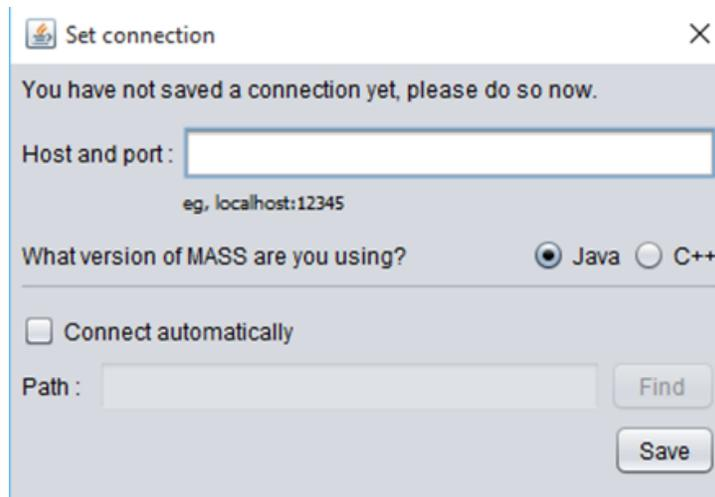 Set connection
You have not saved a connection yet, please do so now.
Host and port :
eg, localhost:12345
What version of MASS are you using? Java C++
Connect automatically
Path : Find
Save